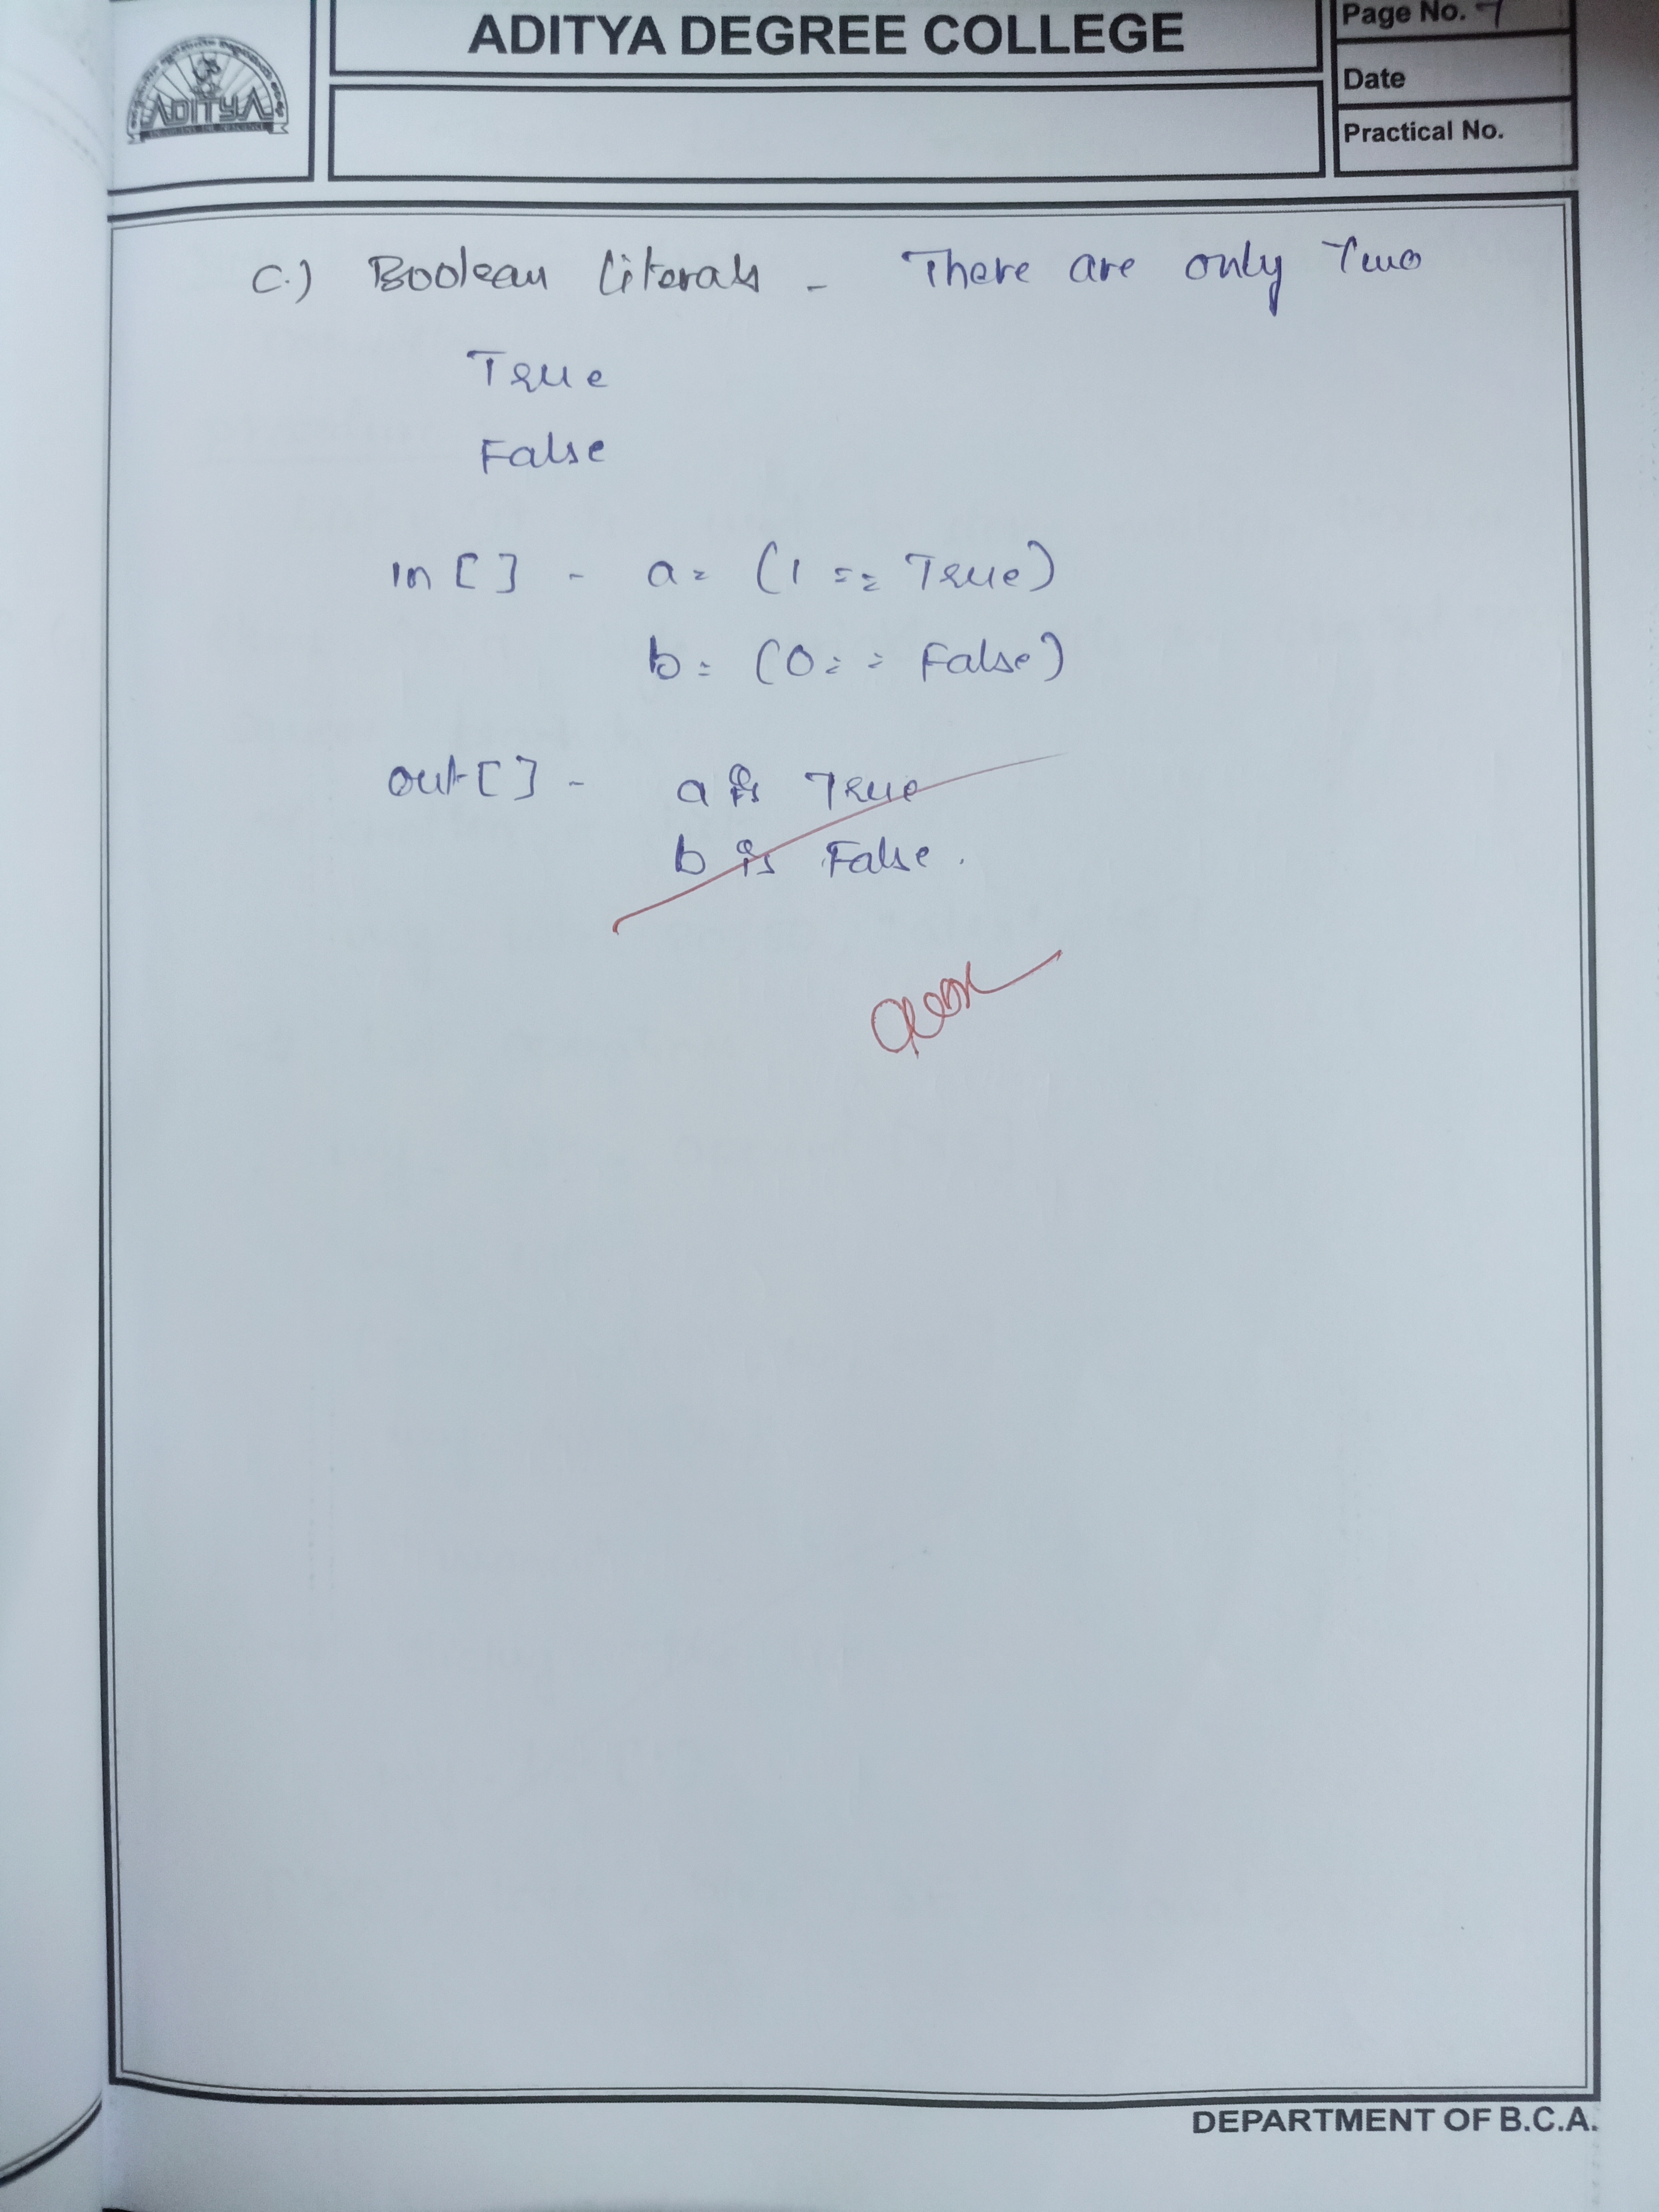 ADITYA DEGREE COLLEGE
Page No. 7
Date
Practical No.
ADITYA
C.) Boolean literals - There are only Two
True
False
in [ ] - a = (1 == True)
b = (0 == False)
out [ ] - a is True
b is False.
DEPARTMENT OF B.C.A.